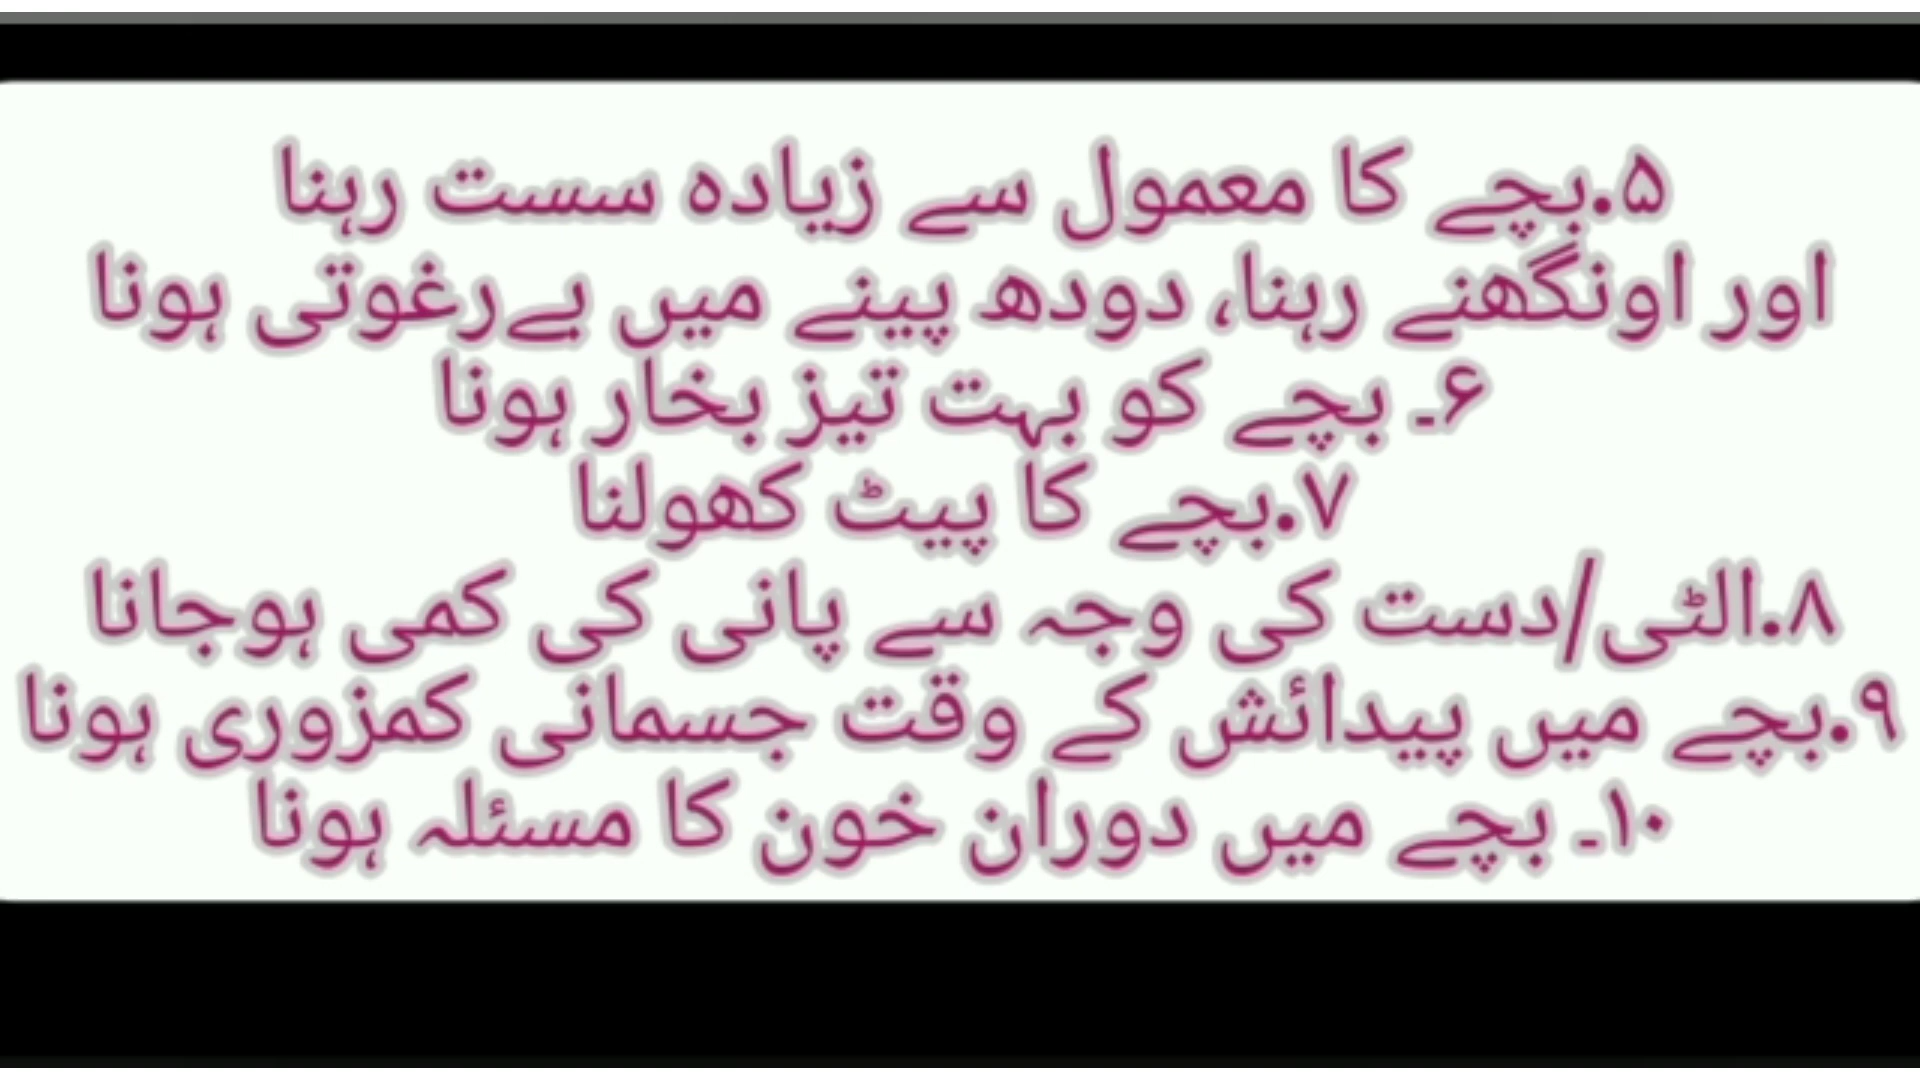 ۵.بچے کا معمول سے زیادہ سست رہنا
اور اونگھنے رہنا، دودھ پینے میں بےرغوتی ہونا
۶۔ بچے کو بہت تیز بخار ہونا
۷.بچے کا پیٹ کھولنا
۸.الٹی/دست کی وجہ سے پانی کی کمی ہوجانا
۹.بچے میں پیدائش کے وقت جسمانی کمزوری ہونا
۱۰۔ بچے میں دوران خون کا مسئلہ ہونا